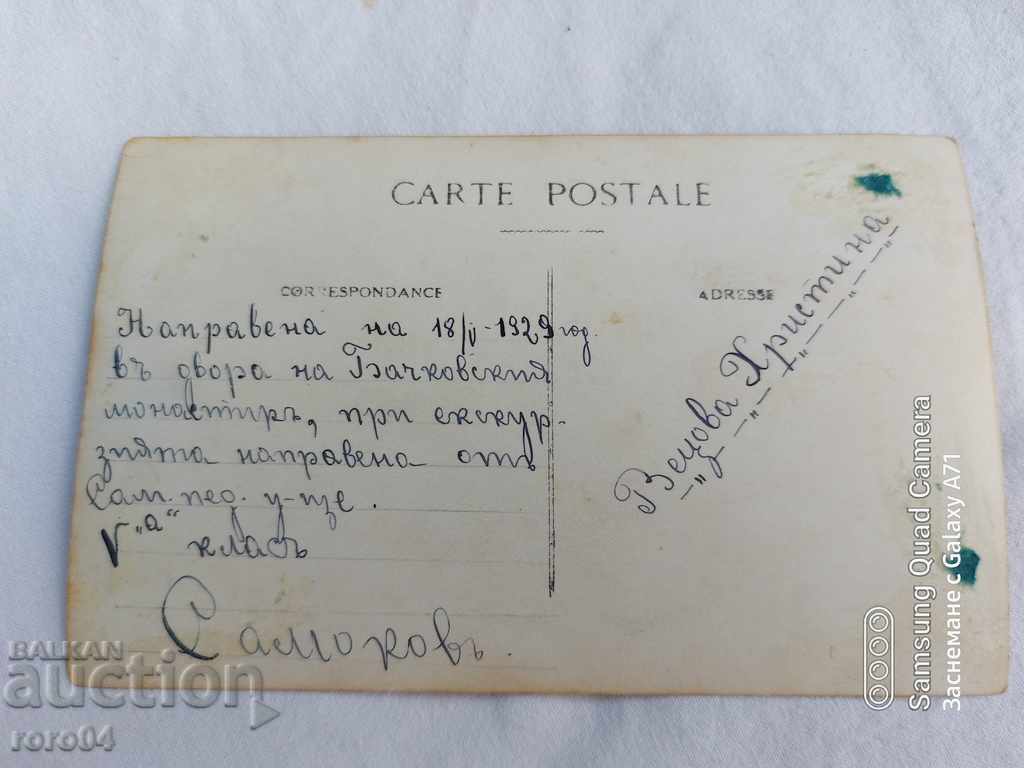 CARTE POSTALE
CORRESPONDANCE
ADRESSE
Направена на 18/V-1929 год.
въ двора на Бачковския
монастиръ, при екскур-
зията направена отъ
Сам. пед. у-ще.
V "а" класъ
Самоковъ.
Вецова Христина
BALKAN
auction
roro04
Samsung Quad Camera
Заснемане с Galaxy A71